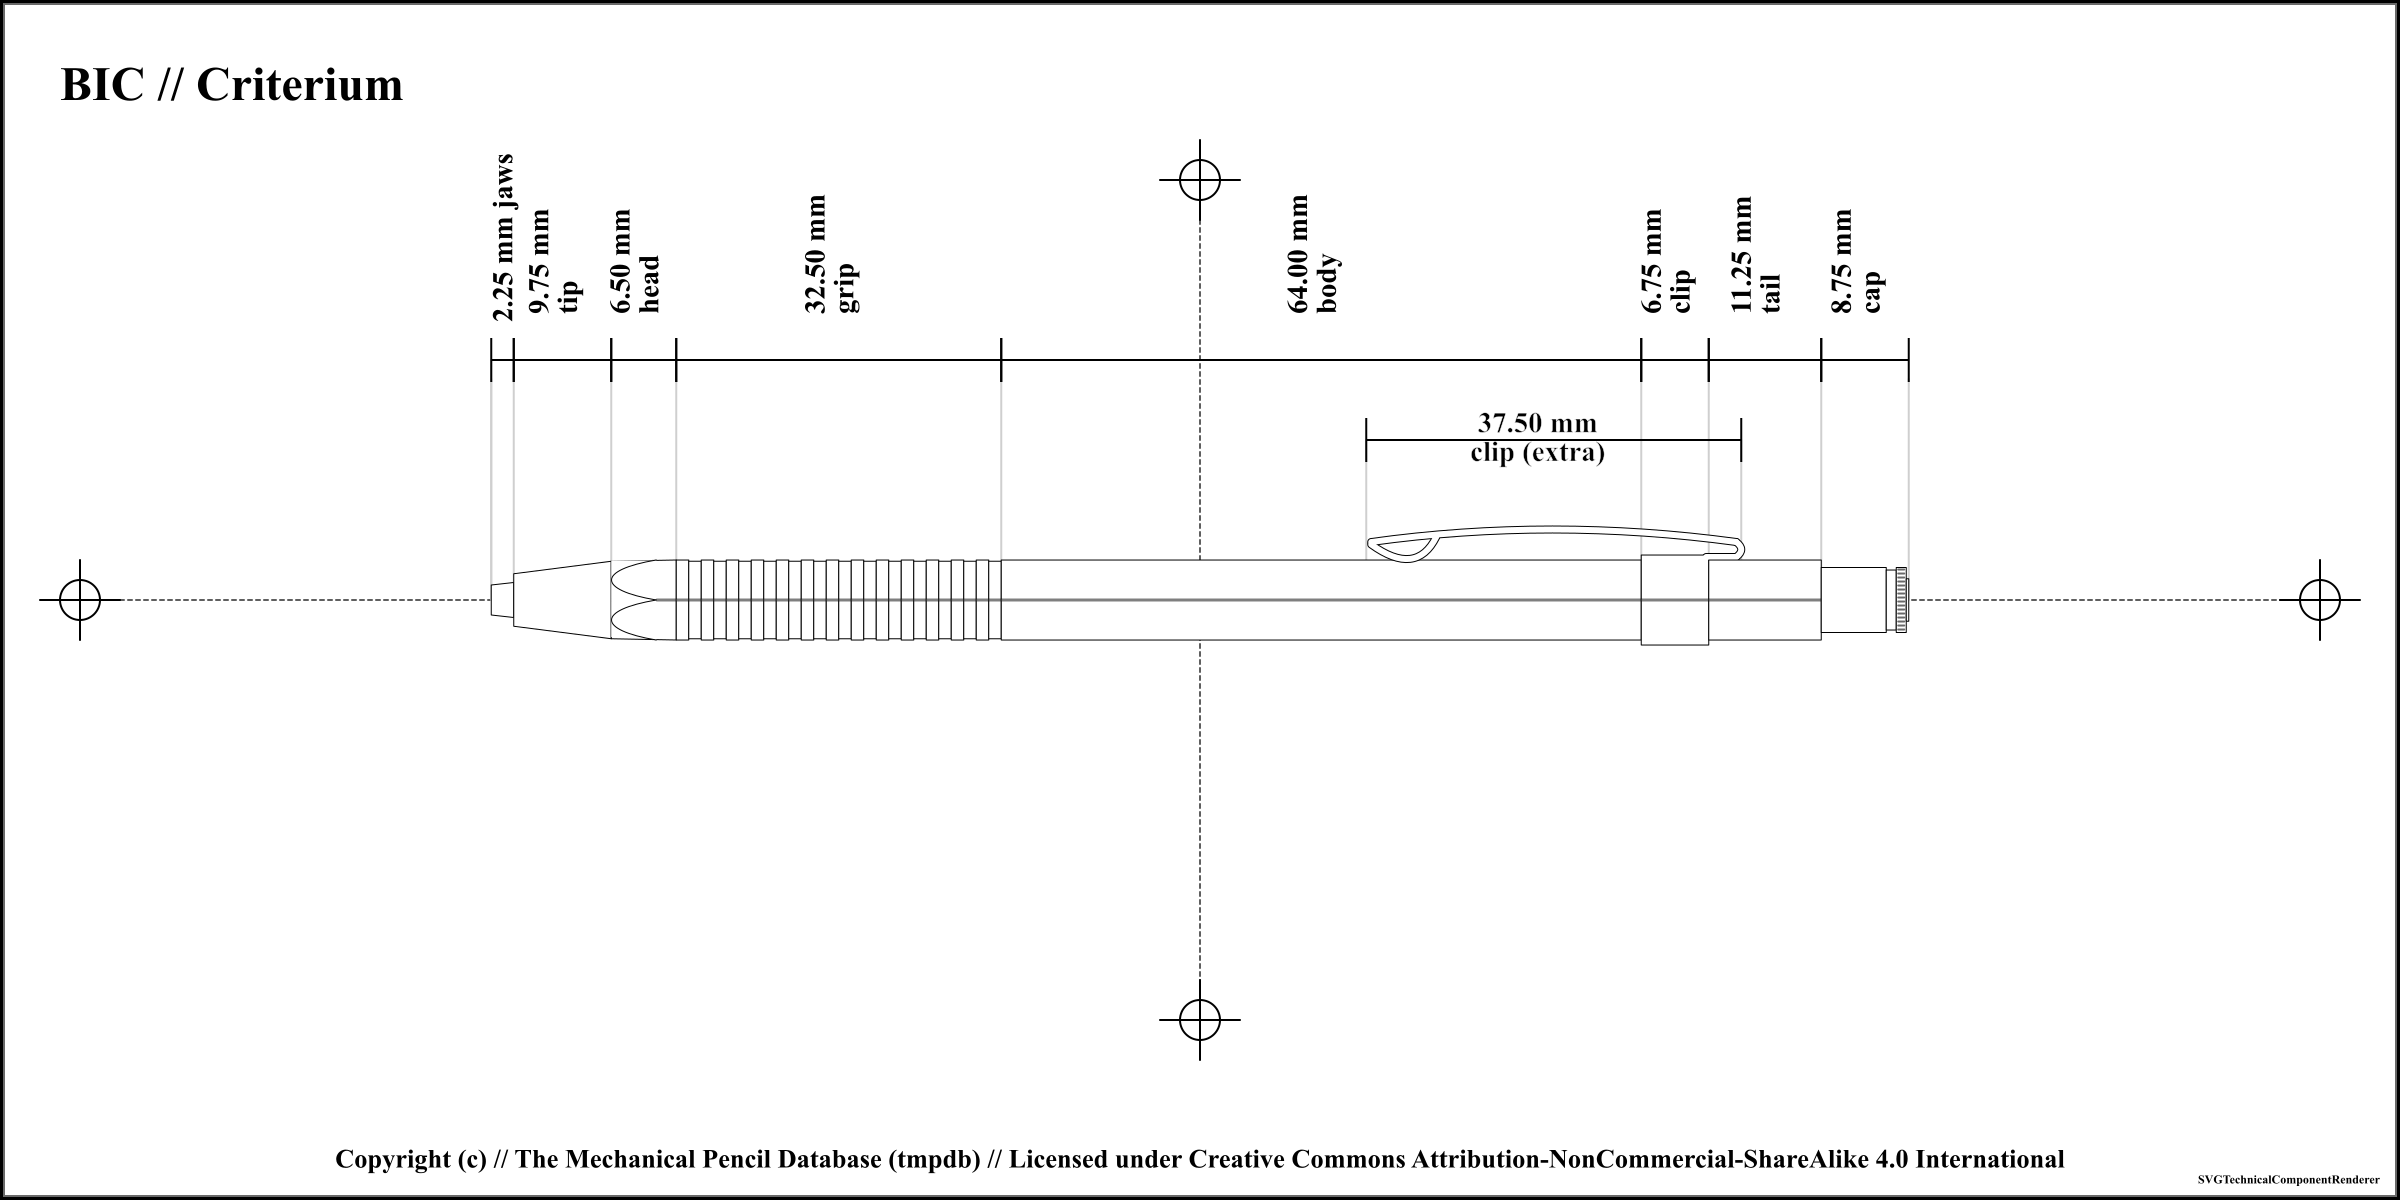 BIC // Criterium
2.25 mm jaws
9.75 mm
tip
6.50 mm
head
32.50 mm
grip
64.00 mm
body
6.75 mm
clip
11.25 mm
tail
8.75 mm
cap
37.50 mm
clip (extra)
Copyright (c) // The Mechanical Pencil Database (tmpdb) // Licensed under Creative Commons Attribution-NonCommercial-ShareAlike 4.0 International
SVGTechnicalComponentRenderer